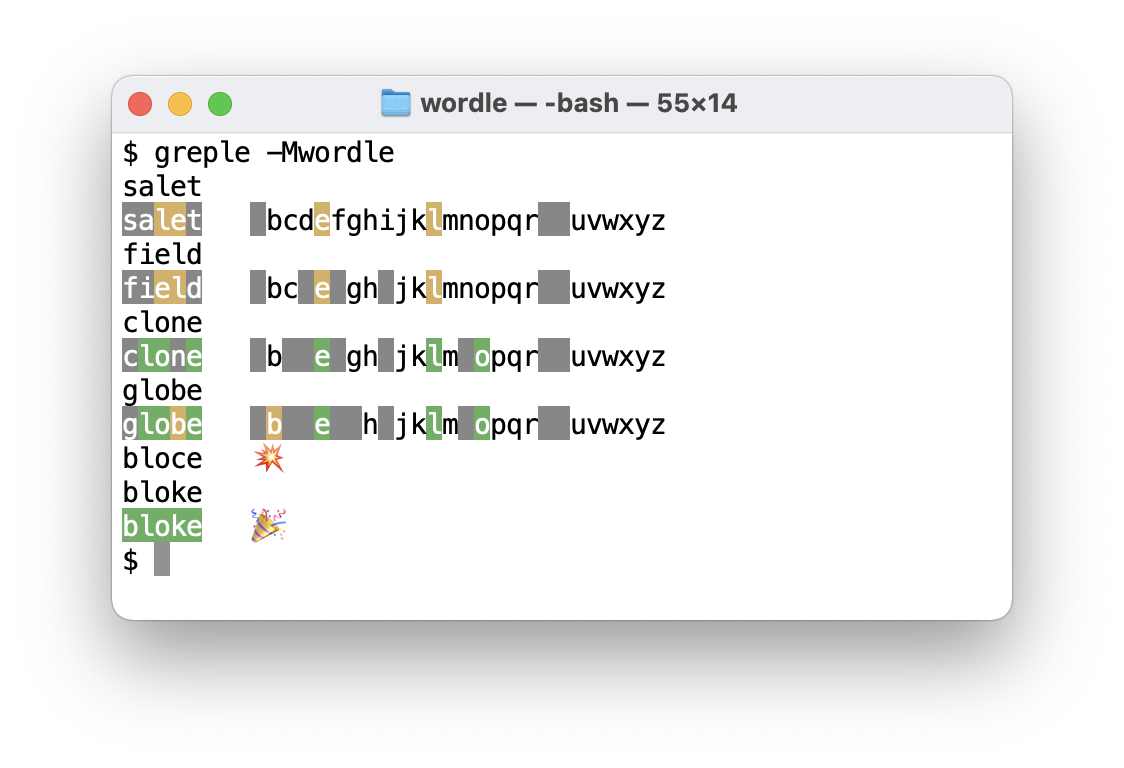 wordle — -bash — 55×14
$ greple -Mwordle
salet
salet    bcdefghijklmnopqr  uvwxyz
field
field    bc e gh jklmnopqr  uvwxyz
clone
clone    b  e gh jklm opqr  uvwxyz
globe
globe    b  e  h jklm opqr  uvwxyz
bloce 💥
bloke
bloke 🎉
$